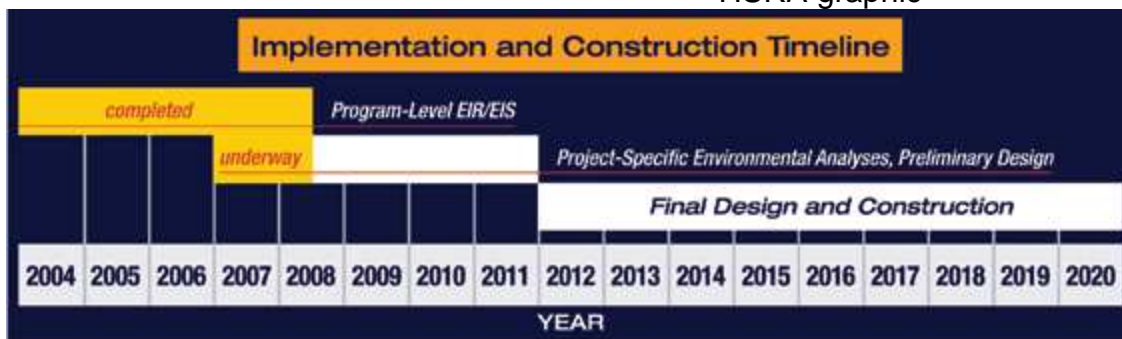 Implementation and Construction Timeline
completed Program-Level EIR/EIS
underway Project-Specific Environmental Analyses, Preliminary Design
Final Design and Construction
2004 2005 2006 2007 2008 2009 2010 2011 2012 2013 2014 2015 2016 2017 2018 2019 2020
YEAR